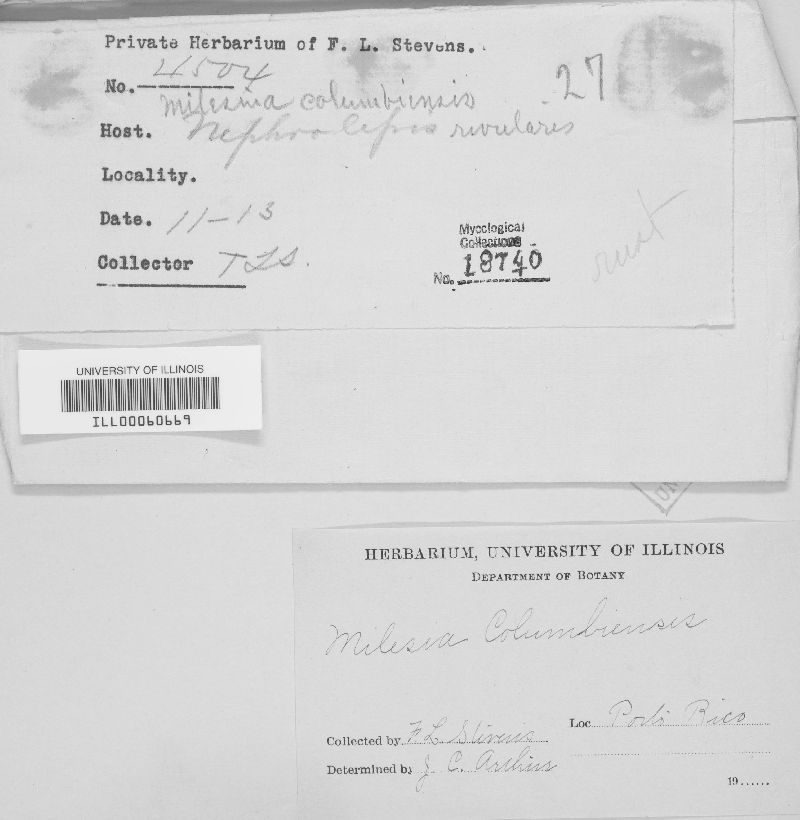 Private Herbarium of F. L. Stevens.
No. 4504
27
Milesina columbiensis
Host. Nephrolepis rivularis
Locality.
Date. 11-13
Collector
Mycological
Collections
No. 18740
rust
UNIVERSITY OF ILLINOIS
ILL00060669
UN
HERBARIUM, UNIVERSITY OF ILLINOIS
DEPARTMENT OF BOTANY
Milesia Columbiensis
Loc. Porto Rico
Collected by F L Stevens
Determined by J. C. Arthur
19......